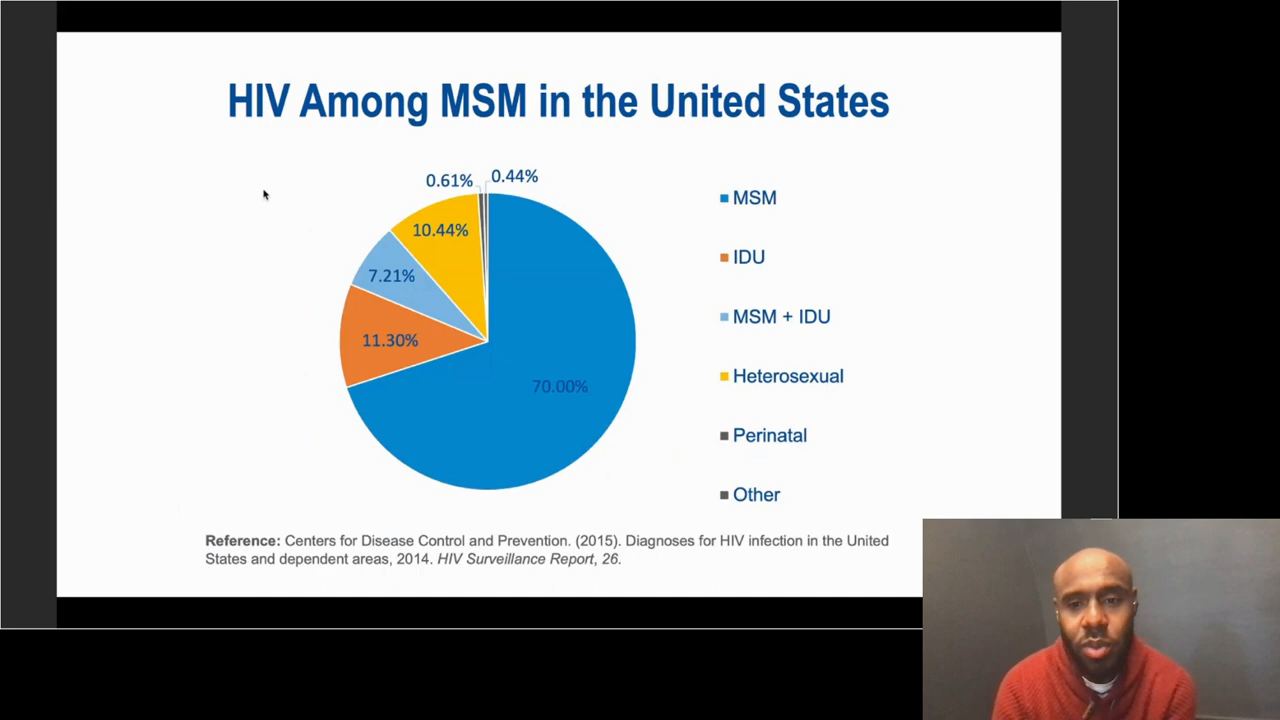 HIV Among MSM in the United States
0.61%
0.44%
10.44%
7.21%
11.30%
70.00%
MSM
IDU
MSM + IDU
Heterosexual
Perinatal
Other
Reference: Centers for Disease Control and Prevention. (2015). Diagnoses for HIV infection in the United
States and dependent areas, 2014. HIV Surveillance Report, 26.